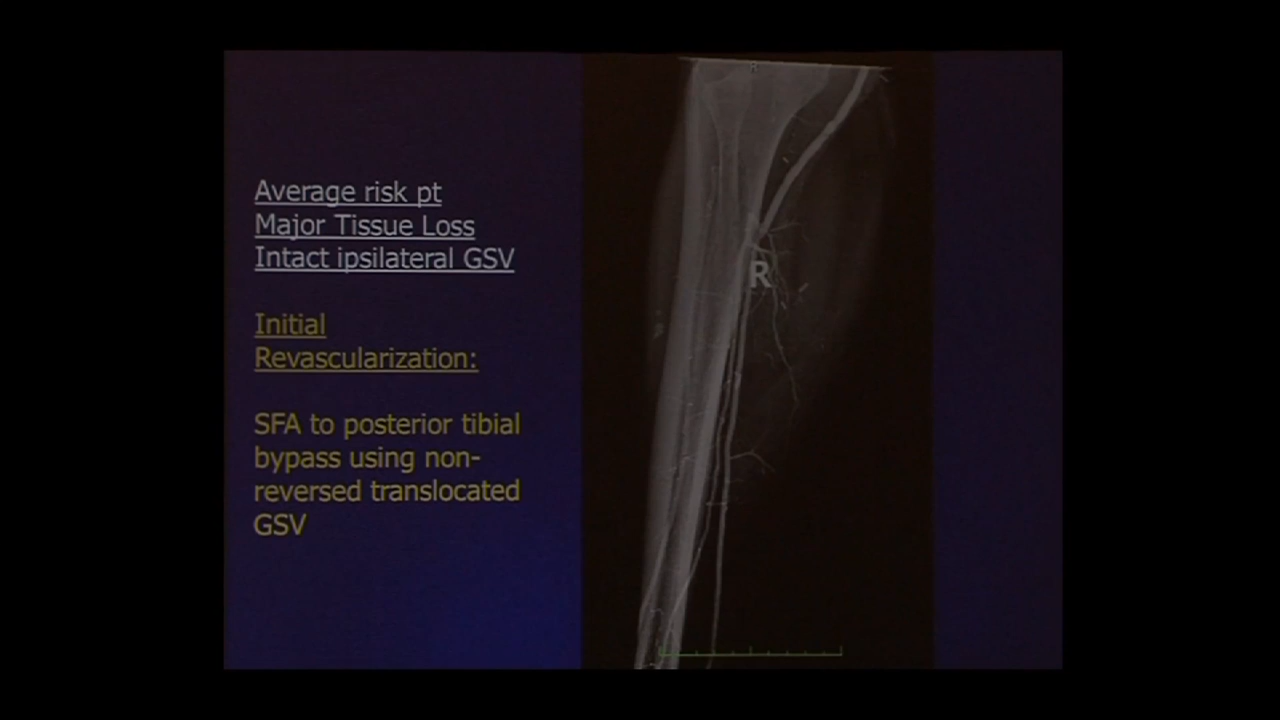 Average risk pt
Major Tissue Loss
Intact ipsilateral GSV
Initial
Revascularization:
SFA to posterior tibial
bypass using non-
reversed translocated
GSV
R